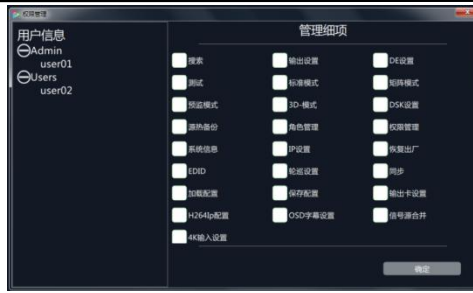 权限管理
用户信息
Admin
user01
Users
user02
管理细项
搜索 输出设置 DE设置
测试 标准模式 矩阵模式
预监模式 3D-模式 DSK设置
源热备份 角色管理 权限管理
系统信息 IP设置 恢复出厂
EDID 轮巡设置 同步
加载配置 保存配置 输出卡设置
H264Ip配置 OSD字幕设置 信号源合并
4K输入设置
确定